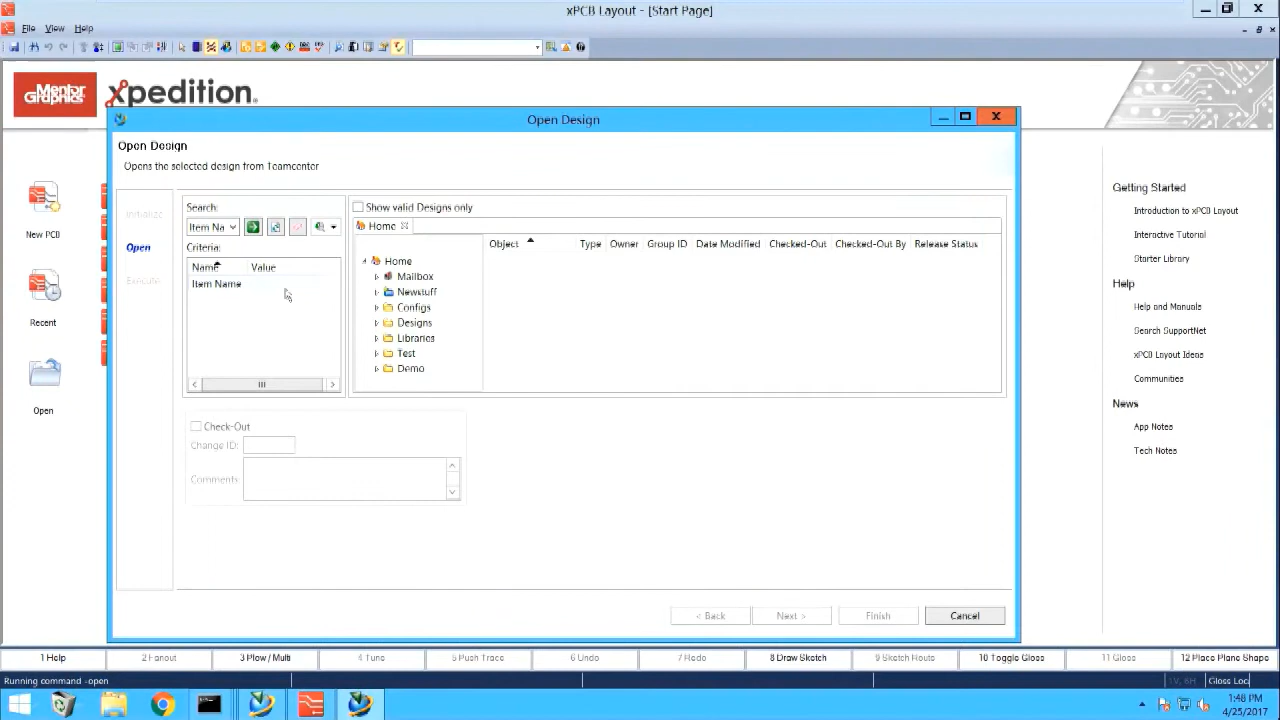 xPCB Layout - [Start Page]
File View Help
Mentor Graphics
xpedition.
Open Design
Open Design
Opens the selected design from Teamcenter
Initialize
Open
Execute
Search:
Item Na
Criteria:
Name Value
Item Name
Show valid Designs only
Home
Home
Mailbox
Newstuff
Configs
Designs
Libraries
Test
Demo
Object Type Owner Group ID Date Modified Checked-Out Checked-Out By Release Status
Check-Out
Change ID:
Comments:
< Back Next > Finish Cancel
New PCB
Recent
Open
Getting Started
Introduction to xPCB Layout
Interactive Tutorial
Starter Library
Help
Help and Manuals
Search SupportNet
xPCB Layout Ideas
Communities
News
App Notes
Tech Notes
1 Help 2 Fanout 3 Plow / Multi 4 Tune 5 Push Trace 6 Undo 7 Redo 8 Draw Sketch 9 Sketch Route 10 Toggle Gloss 11 Gloss 12 Place Plane Shape
Running command -open
1V, 8H Gloss Loc
1:48 PM
4/25/2017